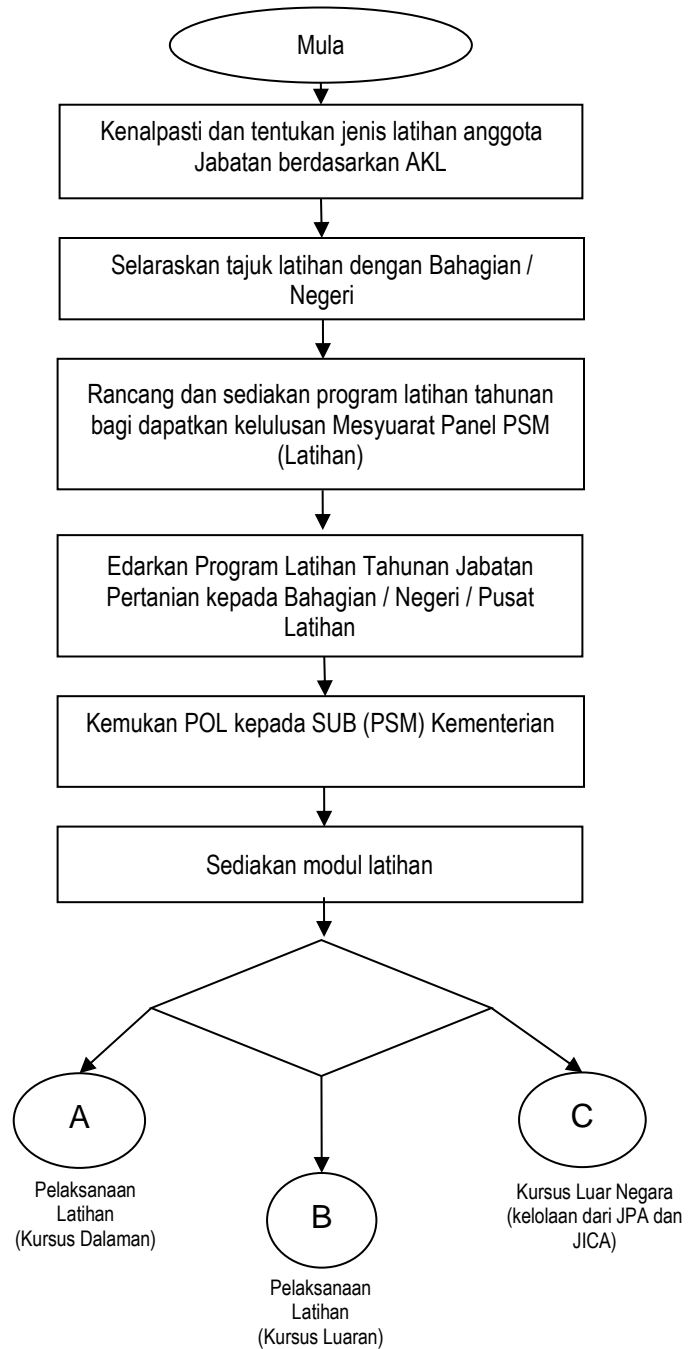 Mula
Kenalpasti dan tentukan jenis latihan anggota
Jabatan berdasarkan AKL
Selaraskan tajuk latihan dengan Bahagian /
Negeri
Rancang dan sediakan program latihan tahunan
bagi dapatkan kelulusan Mesyuarat Panel PSM
(Latihan)
Edarkan Program Latihan Tahunan Jabatan
Pertanian kepada Bahagian / Negeri / Pusat
Latihan
Kemukan POL kepada SUB (PSM) Kementerian
Sediakan modul latihan
A
Pelaksanaan
Latihan
(Kursus Dalaman)
B
Pelaksanaan
Latihan
(Kursus Luaran)
C
Kursus Luar Negara
(kelolaan dari JPA dan
JICA)